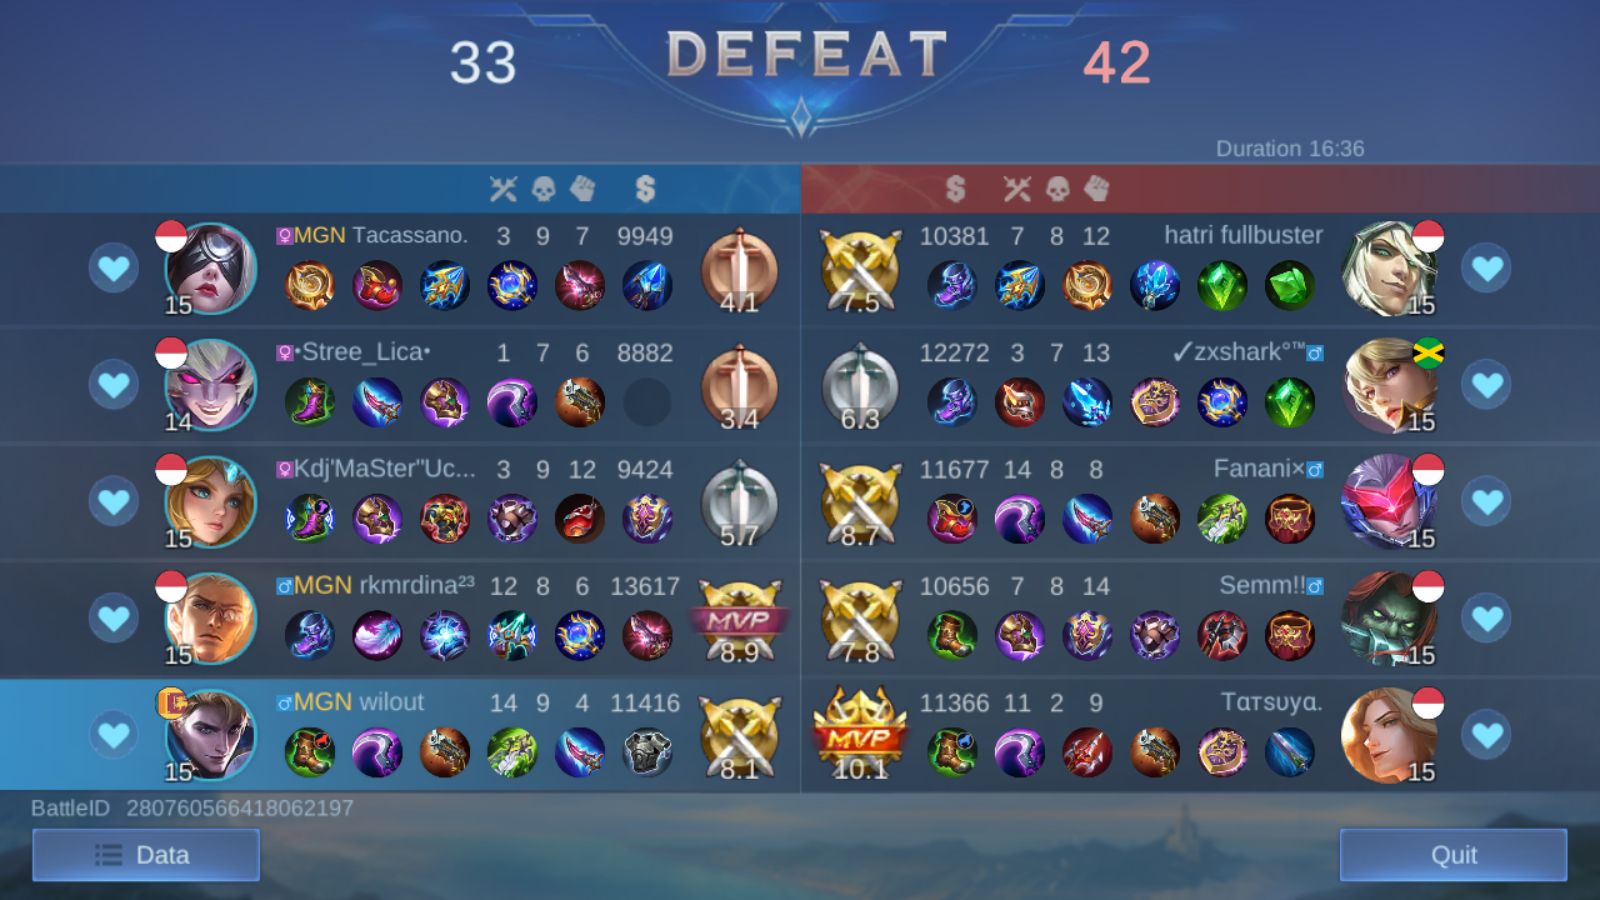 33 DEFEAT 42
Duration 16:36
MGN Tacassano. 3 9 7 9949
15 4.1
10381 7 8 12 hatri fullbuster
7.5 15
•Stree_Lica• 1 7 6 8882
14 3.4
12272 3 7 13 ✓zxshark°™
6.3 15
Kdj'MaSter"Uc... 3 9 12 9424
15 5.7
11677 14 8 8 Fanani×
8.7 15
MGN rkmrdina²³ 12 8 6 13617
15 MVP 8.9
10656 7 8 14 Semm!!
7.8 15
MGN wilout 14 9 4 11416
15 8.1
11366 11 2 9 Tατsυyα.
MVP 10.1 15
BattleID 280760566418062197
Data
Quit